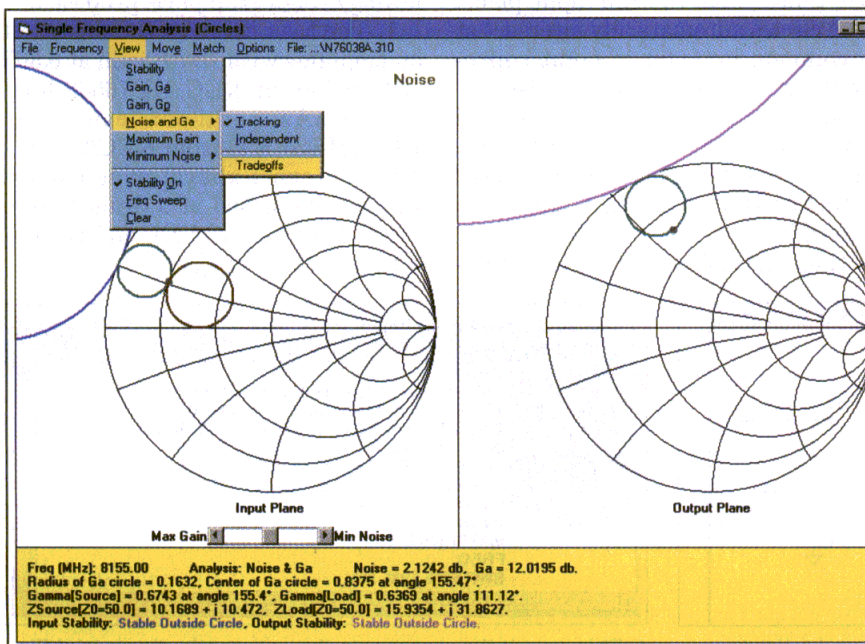 Single Frequency Analysis (Circles)
File Frequency View Move Match Options File: ...\N76038A.310
Stability
Gain, Ga
Gain, Gp
Noise and Ga
Maximum Gain
Minimum Noise
Stability On
Freq Sweep
Clear
Tracking
Independent
Tradeoffs
Noise
Input Plane
Output Plane
Max Gain
Min Noise
Freq (MHz): 8155.00 Analysis: Noise & Ga Noise = 2.1242 db, Ga = 12.0195 db.
Radius of Ga circle = 0.1632, Center of Ga circle = 0.8375 at angle 155.47°.
Gamma[Source] = 0.6743 at angle 155.4°, Gamma[Load] = 0.6369 at angle 111.12°.
ZSource[Z0=50.0] = 10.1689 + j 10.472, ZLoad[Z0=50.0] = 15.9354 + j 31.8627.
Input Stability: Stable Outside Circle, Output Stability: Stable Outside Circle.